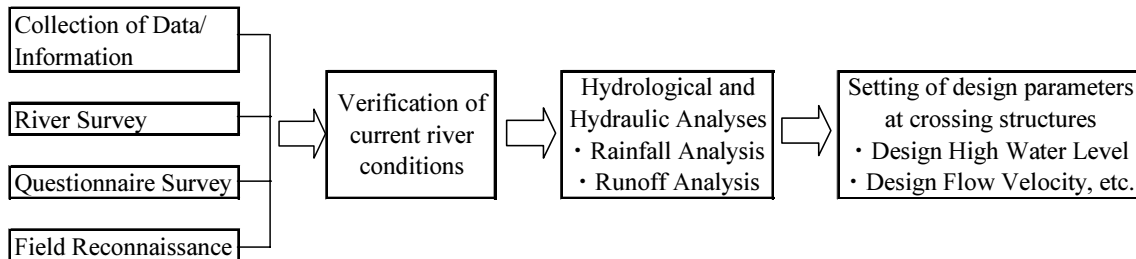 Collection of Data/
Information
River Survey
Questionnaire Survey
Field Reconnaissance
Verification of
current river
conditions
Hydrological and
Hydraulic Analyses
・Rainfall Analysis
・Runoff Analysis
Setting of design parameters
at crossing structures
・Design High Water Level
・Design Flow Velocity, etc.